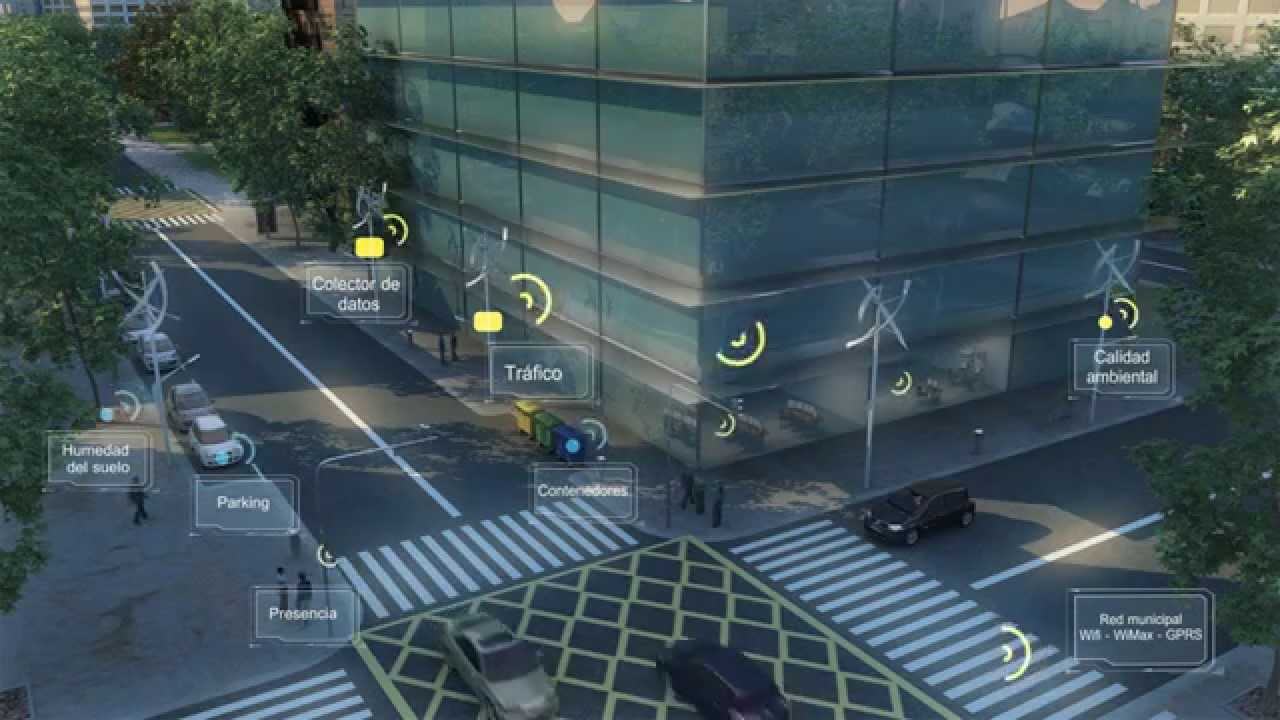 Colector de
datos
Tráfico
Calidad
ambiental
Humedad
del suelo
Parking
Contenedores
Presencia
Red municipal
Wifi - WiMax - GPRS